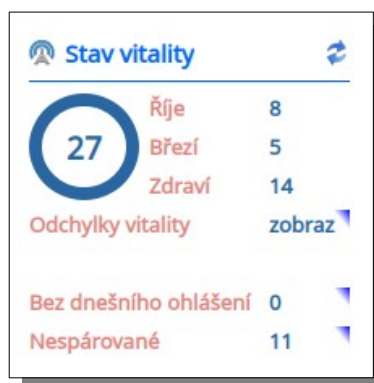 Stav vitality
Říje 8
27 Březí 5
Zdraví 14
Odchylky vitality zobraz
Bez dnešního ohlášení 0
Nespárované 11